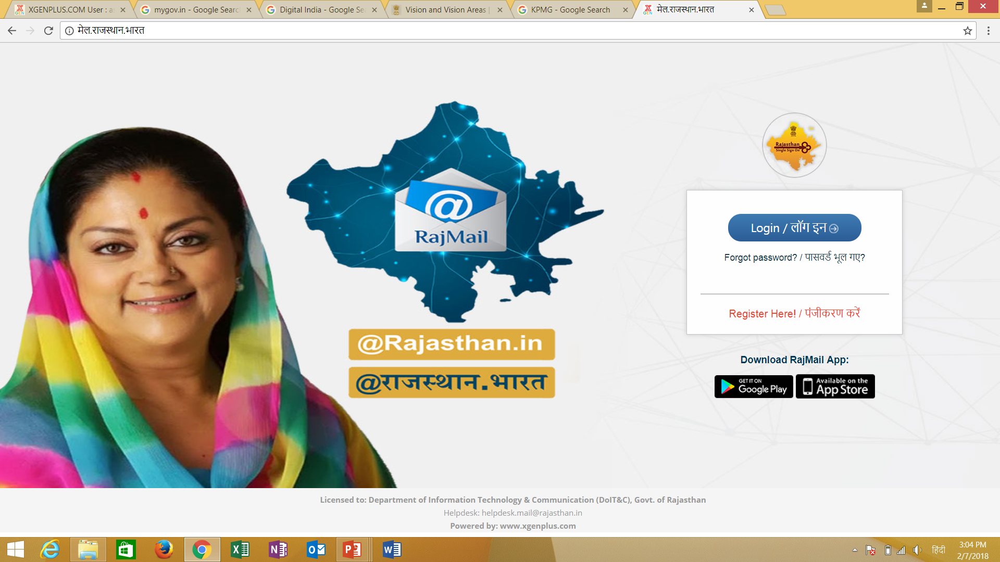 XGENPLUS.COM User : as
mygov.in - Google Searc
Digital India - Google Se
Vision and Vision Areas |
KPMG - Google Search
मेल.राजस्थान.भारत
मेल.राजस्थान.भारत
@
RajMail
@Rajasthan.in
@राजस्थान.भारत
Rajasthan
Single Sign On
Login / लॉग इन
Forgot password? / पासवर्ड भूल गए?
Register Here! / पंजीकरण करें
Download RajMail App:
GET IT ON
Google Play
Available on the
App Store
Licensed to: Department of Information Technology & Communication (DoIT&C), Govt. of Rajasthan
Helpdesk: helpdesk.mail@rajasthan.in
Powered by: www.xgenplus.com
हिंदी
3:04 PM
2/7/2018